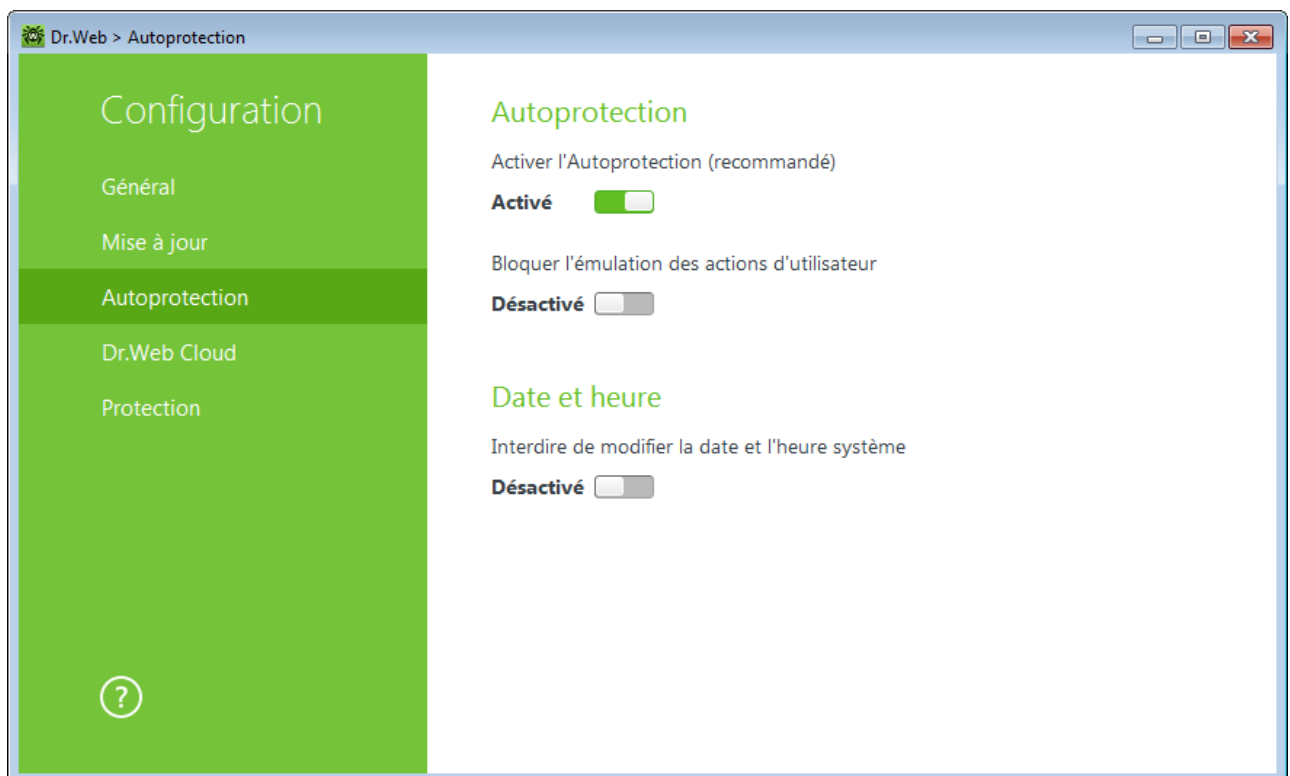 Dr.Web > Autoprotection
Configuration
Général
Mise à jour
Autoprotection
Dr.Web Cloud
Protection
?
Autoprotection
Activer l'Autoprotection (recommandé)
Activé
Bloquer l'émulation des actions d'utilisateur
Désactivé
Date et heure
Interdire de modifier la date et l'heure système
Désactivé